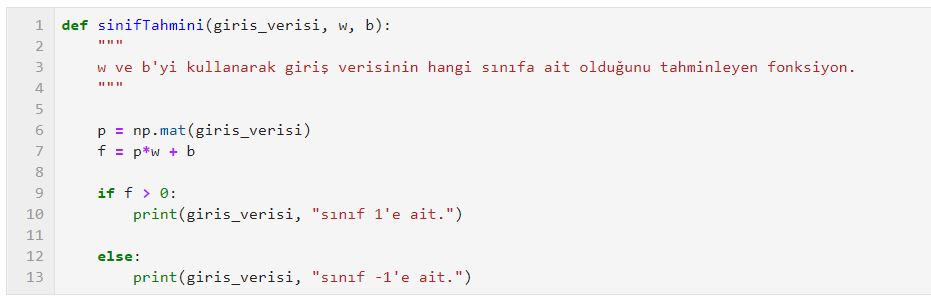 1 def sinifTahmini(giris_verisi, w, b):
2     """
3     w ve b'yi kullanarak giriş verisinin hangi sınıfa ait olduğunu tahminleyen fonksiyon.
4     """
5
6     p = np.mat(giris_verisi)
7     f = p*w + b
8
9     if f > 0:
10         print(giris_verisi, "sınıf 1'e ait.")
11
12     else:
13         print(giris_verisi, "sınıf -1'e ait.")